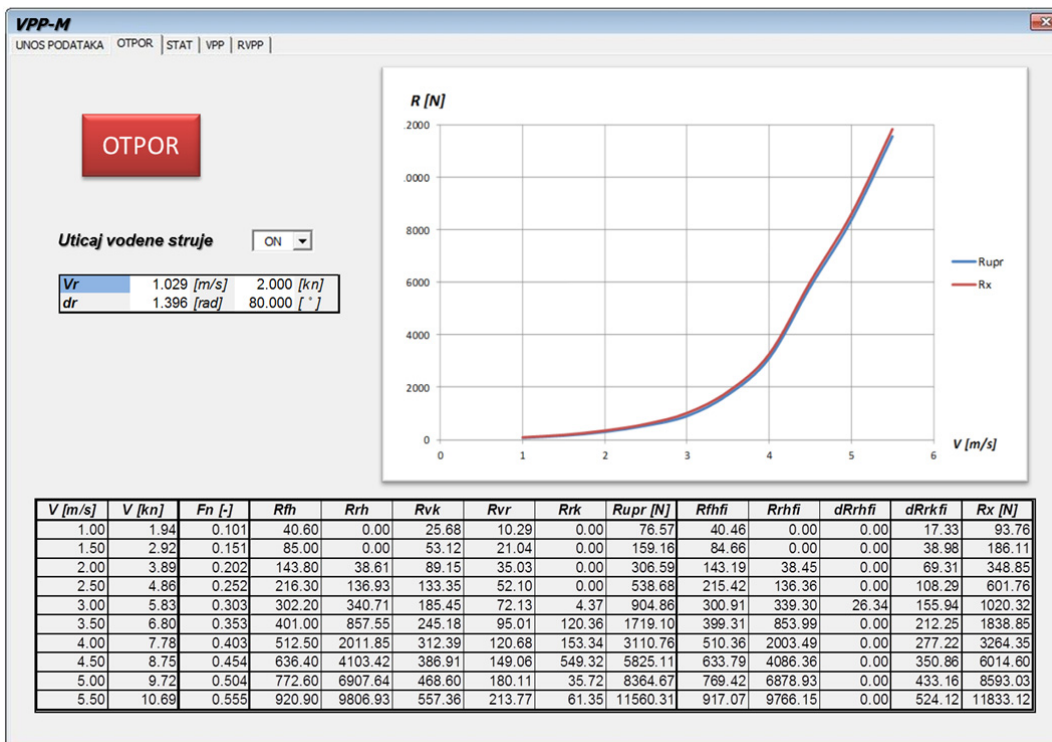 VPP-M
UNOS PODATAKA OTPOR STAT VPP RVPP
OTPOR
Uticaj vodene struje ON
Vr 1.029 [m/s] 2.000 [kn]
dr 1.396 [rad] 80.000 [ ° ]
R [N]
.2000
.0000
8000
6000
4000
2000
0
0 1 2 3 4 5 6
V [m/s]
Rupr
Rx
V [m/s] V [kn] Fn [-] Rfh Rrh Rvk Rvr Rrk Rupr [N] Rfhfi Rrhfi dRrhfi dRrkfi Rx [N]
1.00 1.94 0.101 40.60 0.00 25.68 10.29 0.00 76.57 40.46 0.00 0.00 17.33 93.76
1.50 2.92 0.151 85.00 0.00 53.12 21.04 0.00 159.16 84.66 0.00 0.00 38.98 186.11
2.00 3.89 0.202 143.80 38.61 89.15 35.03 0.00 306.59 143.19 38.45 0.00 69.31 348.85
2.50 4.86 0.252 216.30 136.93 133.35 52.10 0.00 538.68 215.42 136.36 0.00 108.29 601.76
3.00 5.83 0.303 302.20 340.71 185.45 72.13 4.37 904.86 300.91 339.30 26.34 155.94 1020.32
3.50 6.80 0.353 401.00 857.55 245.18 95.01 120.36 1719.10 399.31 853.99 0.00 212.25 1838.85
4.00 7.78 0.403 512.50 2011.85 312.39 120.68 153.34 3110.76 510.36 2003.49 0.00 277.22 3264.35
4.50 8.75 0.454 636.40 4103.42 386.91 149.06 549.32 5825.11 633.79 4086.36 0.00 350.86 6014.60
5.00 9.72 0.504 772.60 6907.64 468.60 180.11 35.72 8364.67 769.42 6878.93 0.00 433.16 8593.03
5.50 10.69 0.555 920.90 9806.93 557.36 213.77 61.35 11560.31 917.07 9766.15 0.00 524.12 11833.12